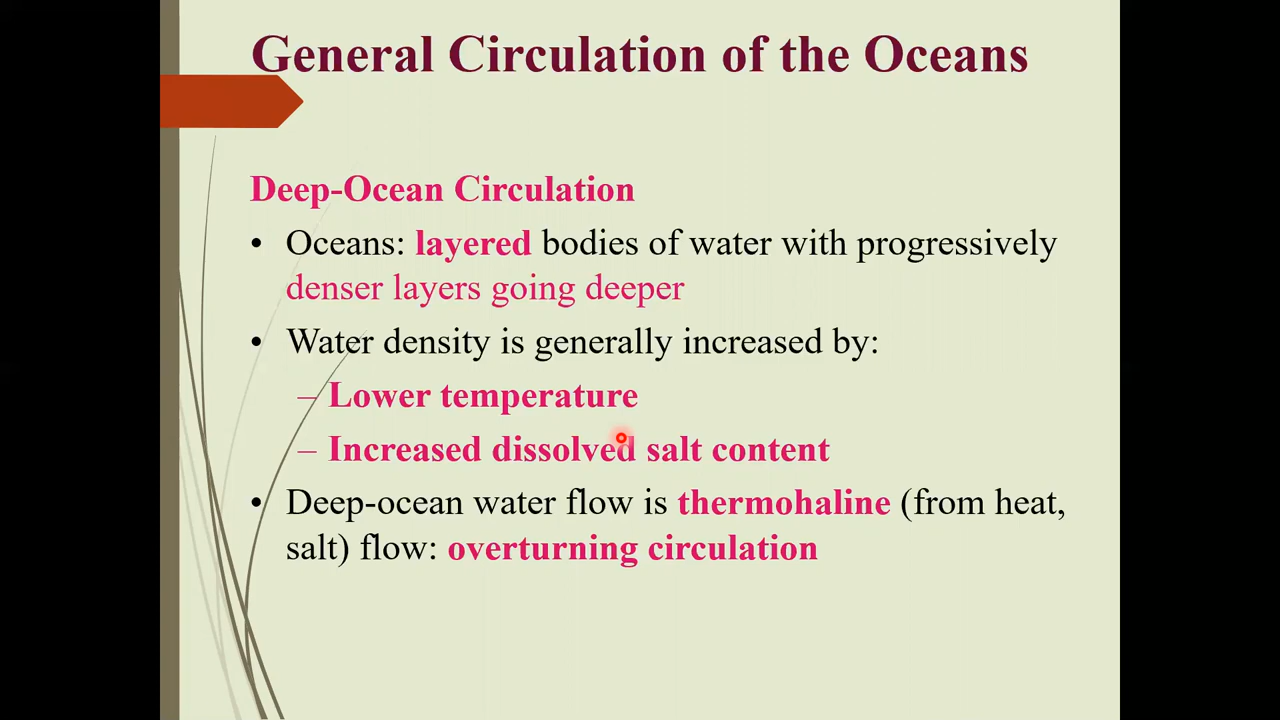 General Circulation of the Oceans
Deep-Ocean Circulation
• Oceans: layered bodies of water with progressively
denser layers going deeper
• Water density is generally increased by:
– Lower temperature
– Increased dissolved salt content
• Deep-ocean water flow is thermohaline (from heat,
salt) flow: overturning circulation